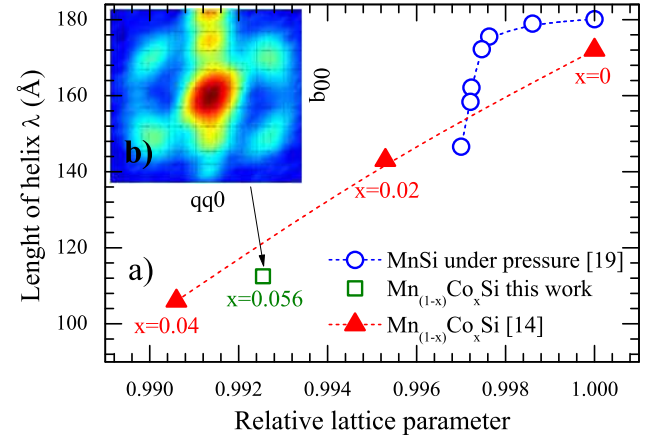 180
160
140
120
100
Lenght of helix λ (Å)
b)
qq0
00q
a)
x=0
x=0.02
x=0.056
x=0.04
MnSi under pressure [19]
Mn(1-x)CoxSi this work
Mn(1-x)CoxSi [14]
0.990 0.992 0.994 0.996 0.998 1.000
Relative lattice parameter